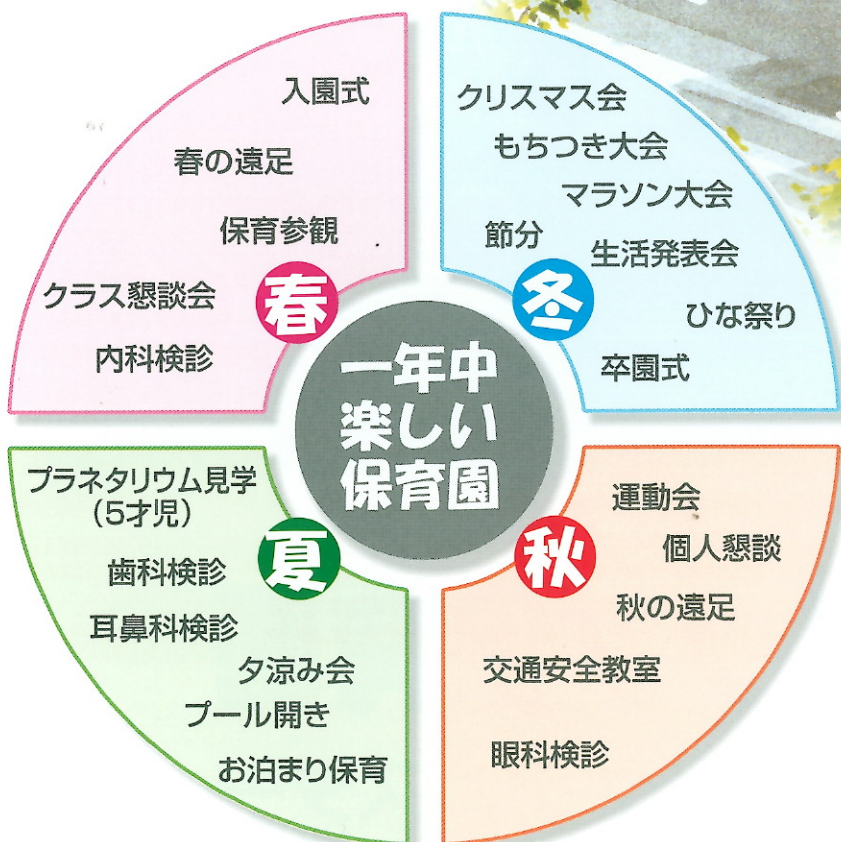 一年中
楽しい
保育園
春
入園式
春の遠足
保育参観
クラス懇談会
内科検診
夏
プラネタリウム見学
(5才児)
歯科検診
耳鼻科検診
夕涼み会
プール開き
お泊まり保育
秋
運動会
個人懇談
秋の遠足
交通安全教室
眼科検診
冬
クリスマス会
もちつき大会
マラソン大会
節分
生活発表会
ひな祭り
卒園式